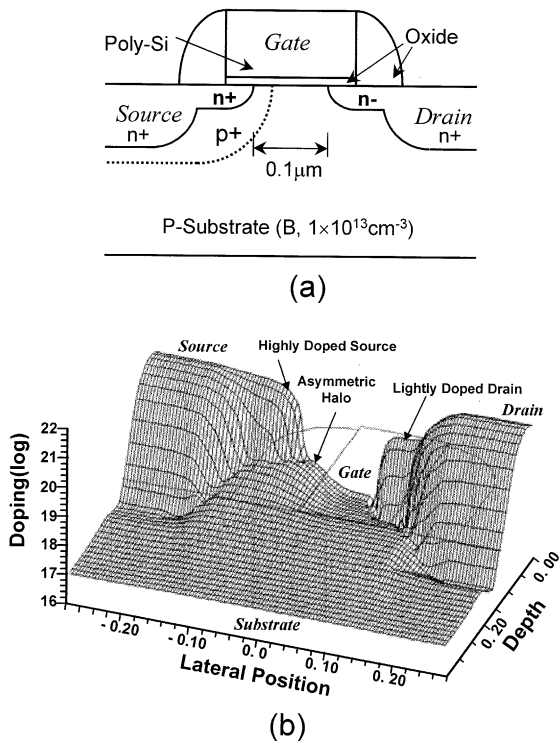 Poly-Si
Gate
Oxide
Source
n+
n+
p+
n-
Drain
n+
0.1μm
P-Substrate (B, 1×10¹³cm⁻³)
(a)
Source
Highly Doped Source
Asymmetric
Halo
Lightly Doped Drain
Drain
Gate
Doping(log)
22
21
20
19
18
17
16
Substrate
- 0.20
- 0.10
0.0
0.10
0.20
Lateral Position
0.00
0.20
Depth
(b)